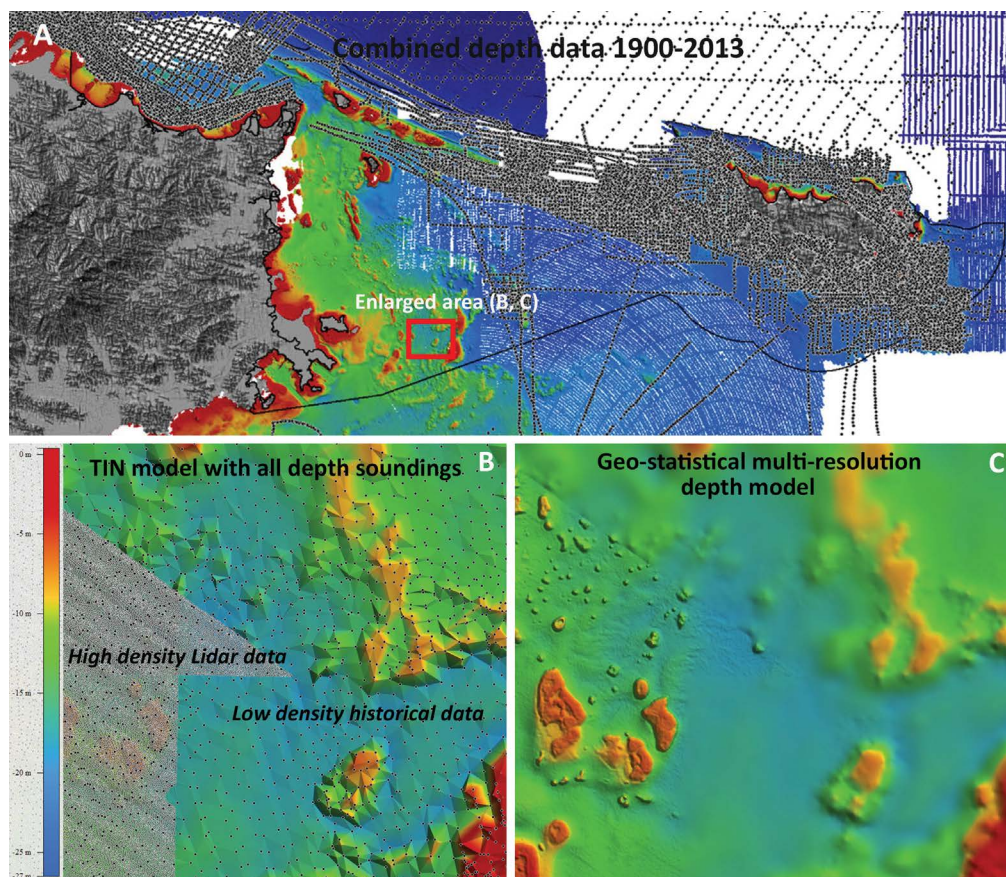 A
Combined depth data 1900-2013
Enlarged area (B, C)
TIN model with all depth soundings
B
High density Lidar data
Low density historical data
0 m
-5 m
-10 m
-15 m
-20 m
-25 m
-27 m
Geo-statistical multi-resolution
depth model
C